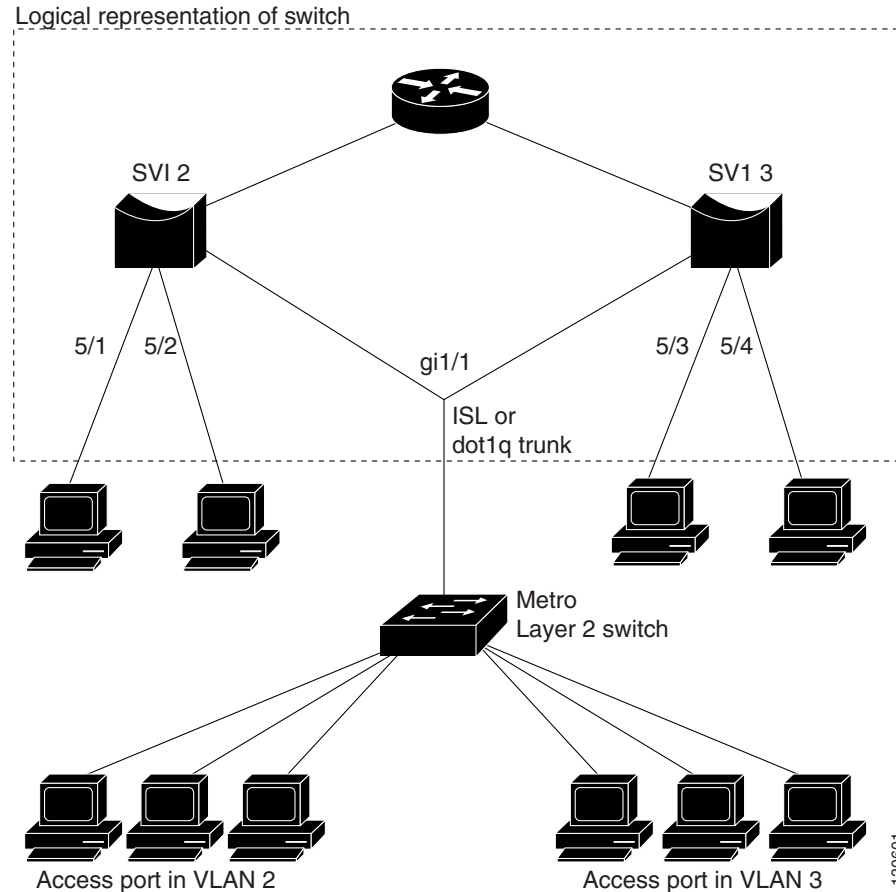 Logical representation of switch
SVI 2
SV1 3
5/1
5/2
gi1/1
5/3
5/4
ISL or
dot1q trunk
Metro
Layer 2 switch
Access port in VLAN 2
Access port in VLAN 3